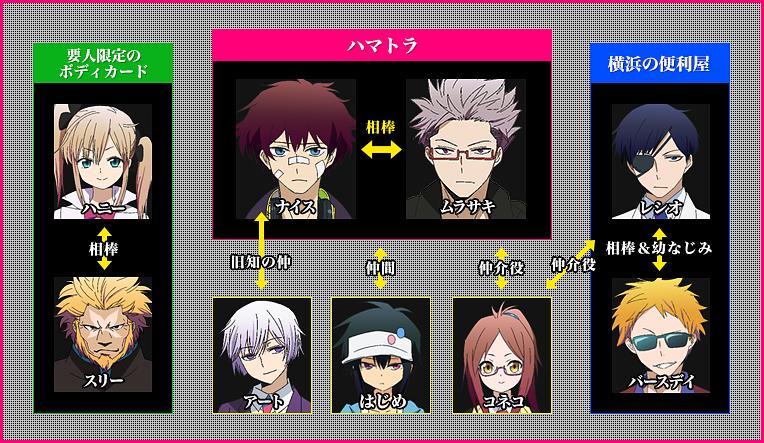 要人限定の
ボディカード
ハマトラ
横浜の便利屋
ハニー
相棒
スリー
ナイス
相棒
ムラサキ
旧知の仲
仲間
仲介役
仲介役
アート
はじめ
コネコ
レシオ
相棒&幼なじみ
バースデイ